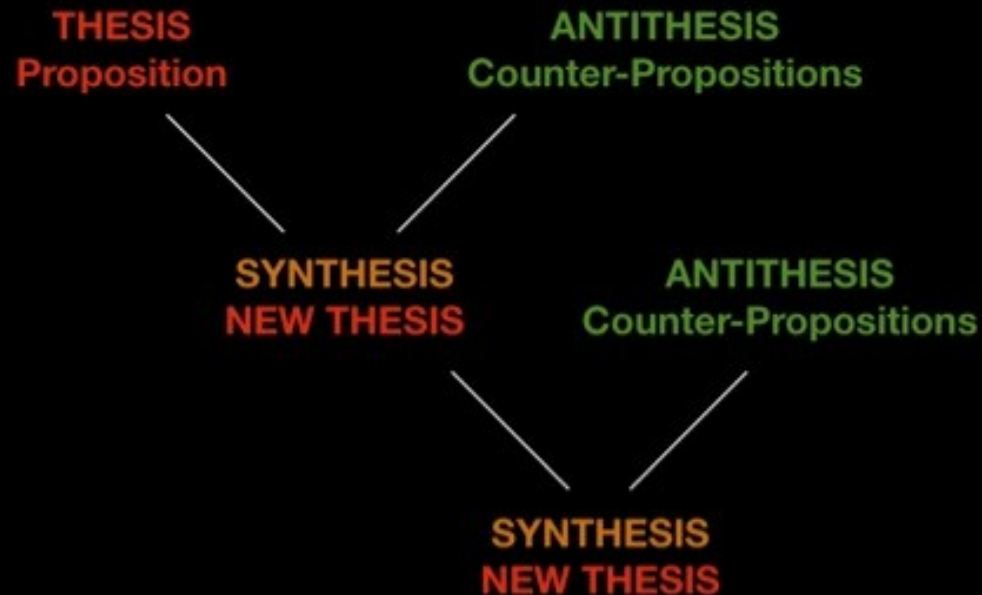 THESIS
Proposition
ANTITHESIS
Counter-Propositions
SYNTHESIS
NEW THESIS
ANTITHESIS
Counter-Propositions
SYNTHESIS
NEW THESIS